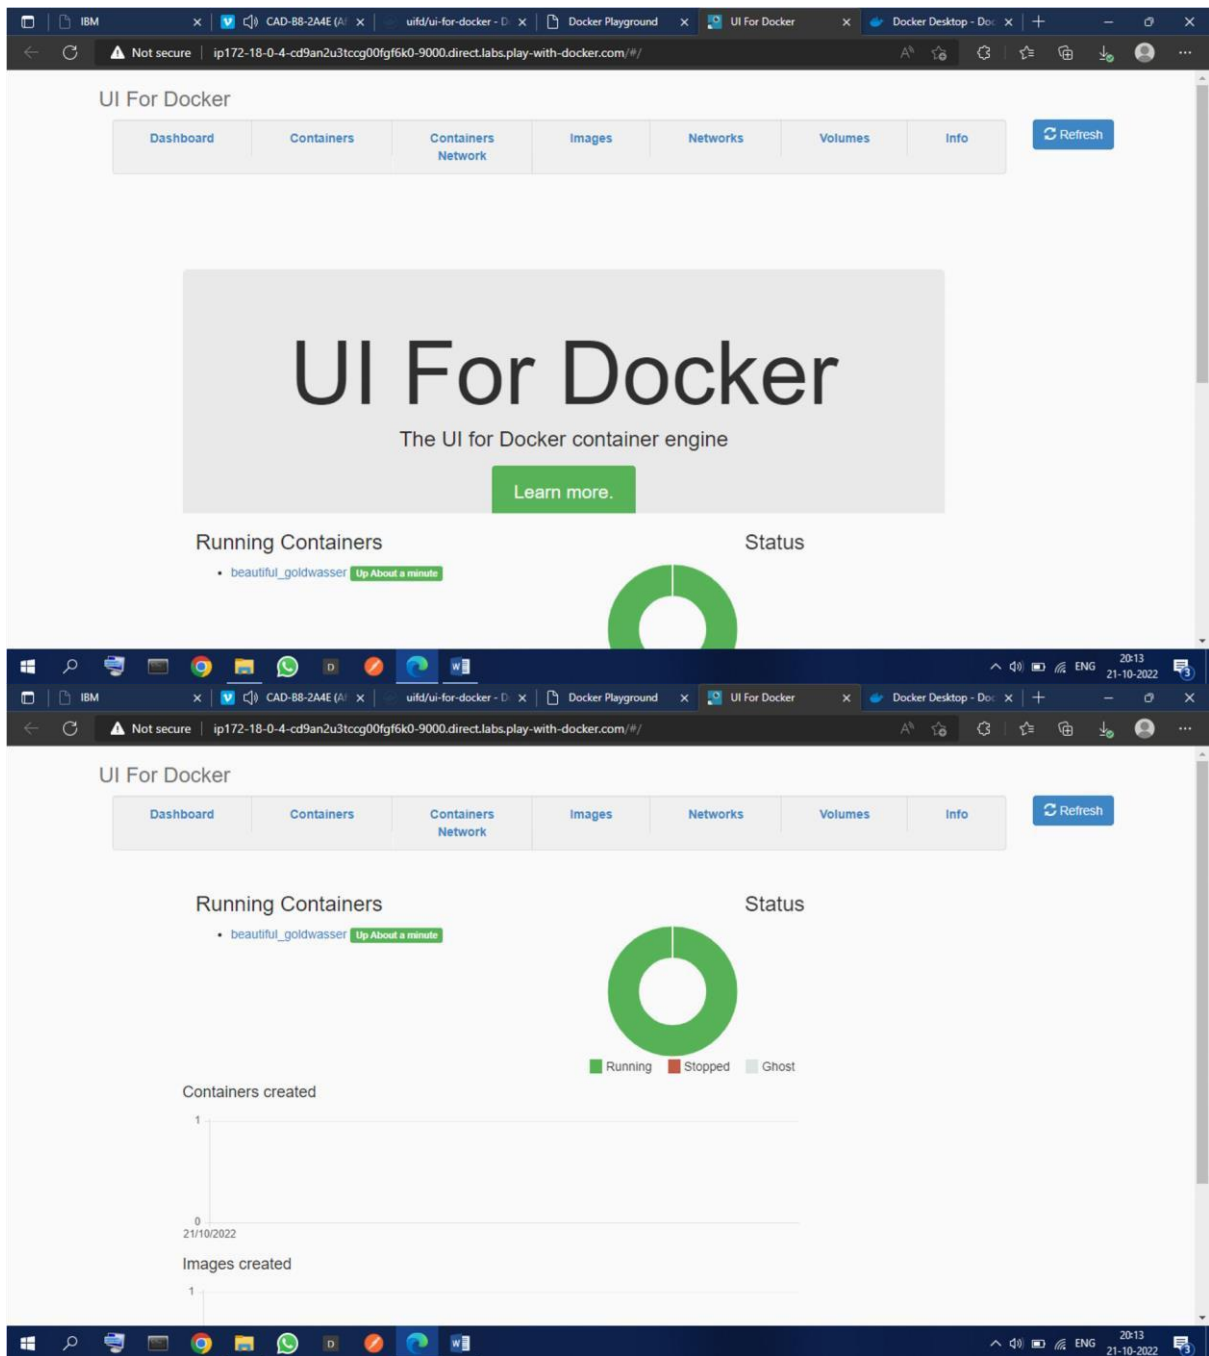 IBM
CAD-B8-2A4E (Af
uifd/ui-for-docker - D
Docker Playground
UI For Docker
Docker Desktop - Doc
Not secure | ip172-18-0-4-cd9an2u3tccg00fgf6k0-9000.direct.labs.play-with-docker.com/#/
UI For Docker
Dashboard
Containers
Containers
Network
Images
Networks
Volumes
Info
Refresh
UI For Docker
The UI for Docker container engine
Learn more.
Running Containers
beautiful_goldwasser Up About a minute
Status
ENG
20:13
21-10-2022
3
IBM
CAD-B8-2A4E (Af
uifd/ui-for-docker - D
Docker Playground
UI For Docker
Docker Desktop - Doc
Not secure | ip172-18-0-4-cd9an2u3tccg00fgf6k0-9000.direct.labs.play-with-docker.com/#/
UI For Docker
Dashboard
Containers
Containers
Network
Images
Networks
Volumes
Info
Refresh
Running Containers
beautiful_goldwasser Up About a minute
Status
Running
Stopped
Ghost
Containers created
1
0
21/10/2022
Images created
1
ENG
20:13
21-10-2022
3